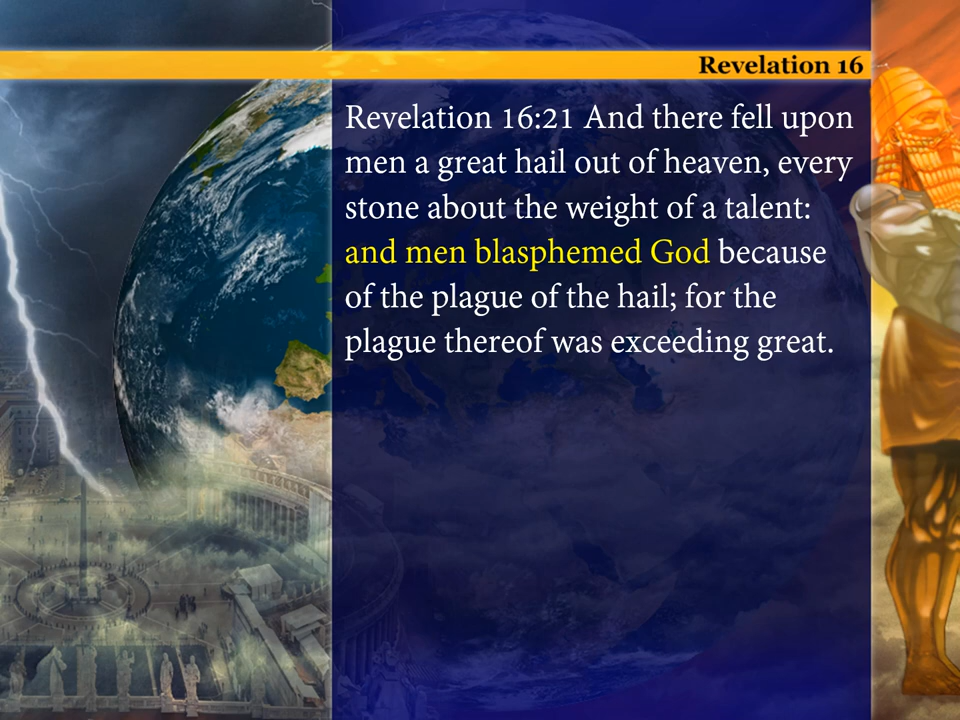 Revelation 16
Revelation 16:21 And there fell upon
men a great hail out of heaven, every
stone about the weight of a talent:
and men blasphemed God because
of the plague of the hail; for the
plague thereof was exceeding great.